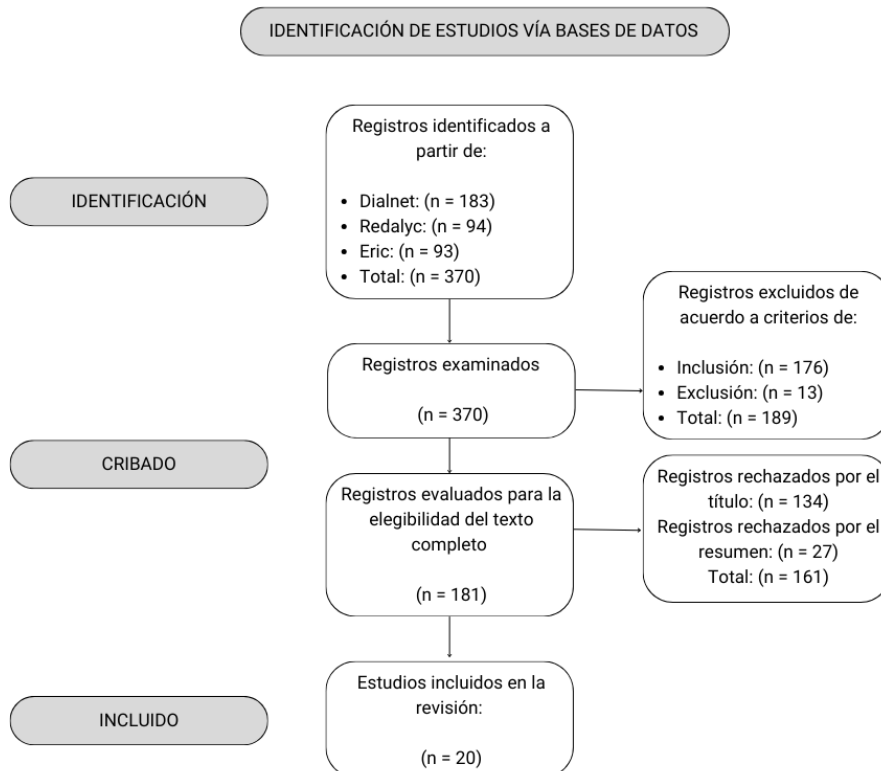 IDENTIFICACIÓN DE ESTUDIOS VÍA BASES DE DATOS
IDENTIFICACIÓN
Registros identificados a
partir de:
• Dialnet: (n = 183)
• Redalyc: (n = 94)
• Eric: (n = 93)
• Total: (n = 370)
Registros excluidos de
acuerdo a criterios de:
• Inclusión: (n = 176)
• Exclusión: (n = 13)
• Total: (n = 189)
Registros examinados
(n = 370)
CRIBADO
Registros evaluados para la
elegibilidad del texto
completo
(n = 181)
Registros rechazados por el
título: (n = 134)
Registros rechazados por el
resumen: (n = 27)
Total: (n = 161)
INCLUIDO
Estudios incluidos en la
revisión:
(n = 20)